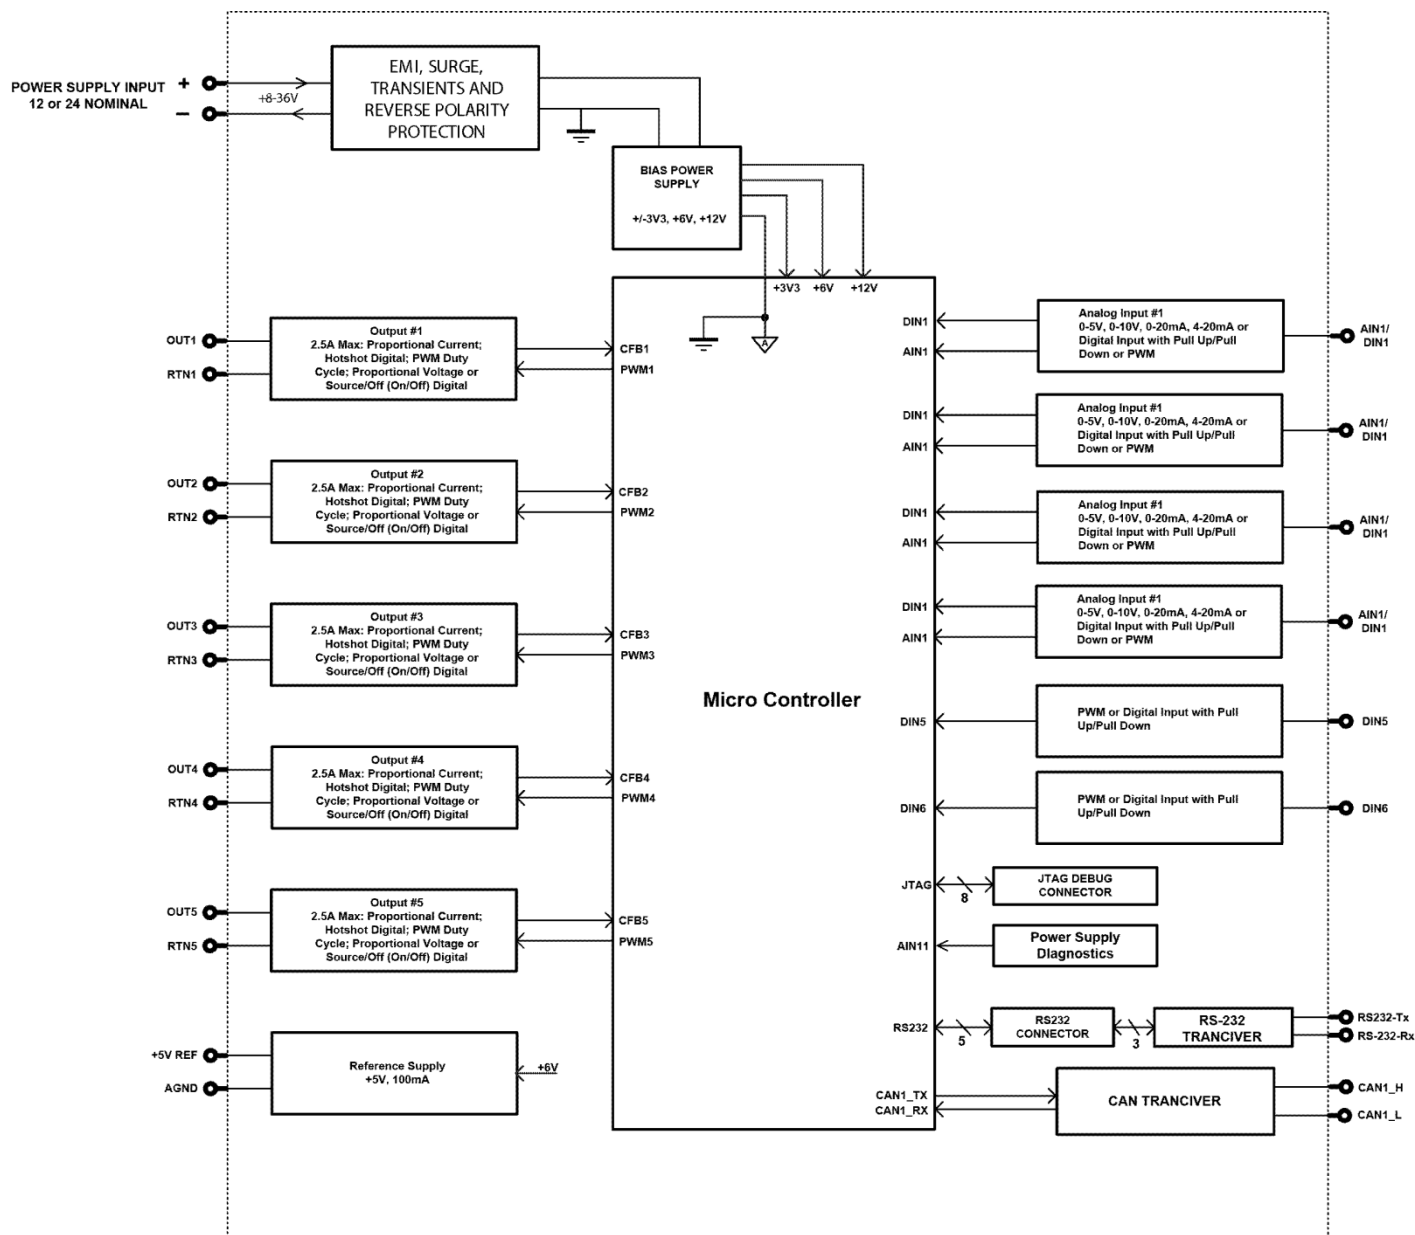 POWER SUPPLY INPUT
12 or 24 NOMINAL
+
−
+8-36V
EMI, SURGE,
TRANSIENTS AND
REVERSE POLARITY
PROTECTION
BIAS POWER
SUPPLY
+/-3V3, +6V, +12V
+3V3
+6V
+12V
A
Micro Controller
OUT1
RTN1
Output #1
2.5A Max: Proportional Current;
Hotshot Digital; PWM Duty
Cycle; Proportional Voltage or
Source/Off (On/Off) Digital
CFB1
PWM1
OUT2
RTN2
Output #2
2.5A Max: Proportional Current;
Hotshot Digital; PWM Duty
Cycle; Proportional Voltage or
Source/Off (On/Off) Digital
CFB2
PWM2
OUT3
RTN3
Output #3
2.5A Max: Proportional Current;
Hotshot Digital; PWM Duty
Cycle; Proportional Voltage or
Source/Off (On/Off) Digital
CFB3
PWM3
OUT4
RTN4
Output #4
2.5A Max: Proportional Current;
Hotshot Digital; PWM Duty
Cycle; Proportional Voltage or
Source/Off (On/Off) Digital
CFB4
PWM4
OUT5
RTN5
Output #5
2.5A Max: Proportional Current;
Hotshot Digital; PWM Duty
Cycle; Proportional Voltage or
Source/Off (On/Off) Digital
CFB5
PWM5
+5V REF
AGND
Reference Supply
+5V, 100mA
+6V
DIN1
AIN1
Analog Input #1
0-5V, 0-10V, 0-20mA, 4-20mA or
Digital Input with Pull Up/Pull
Down or PWM
AIN1/
DIN1
DIN1
AIN1
Analog Input #1
0-5V, 0-10V, 0-20mA, 4-20mA or
Digital Input with Pull Up/Pull
Down or PWM
AIN1/
DIN1
DIN1
AIN1
Analog Input #1
0-5V, 0-10V, 0-20mA, 4-20mA or
Digital Input with Pull Up/Pull
Down or PWM
AIN1/
DIN1
DIN1
AIN1
Analog Input #1
0-5V, 0-10V, 0-20mA, 4-20mA or
Digital Input with Pull Up/Pull
Down or PWM
AIN1/
DIN1
DIN5
PWM or Digital Input with Pull
Up/Pull Down
DIN5
DIN6
PWM or Digital Input with Pull
Up/Pull Down
DIN6
JTAG
8
JTAG DEBUG
CONNECTOR
AIN11
Power Supply
DIagnostics
RS232
5
RS232
CONNECTOR
3
RS-232
TRANCIVER
RS232-Tx
RS-232-Rx
CAN1_TX
CAN1_RX
CAN TRANCIVER
CAN1_H
CAN1_L